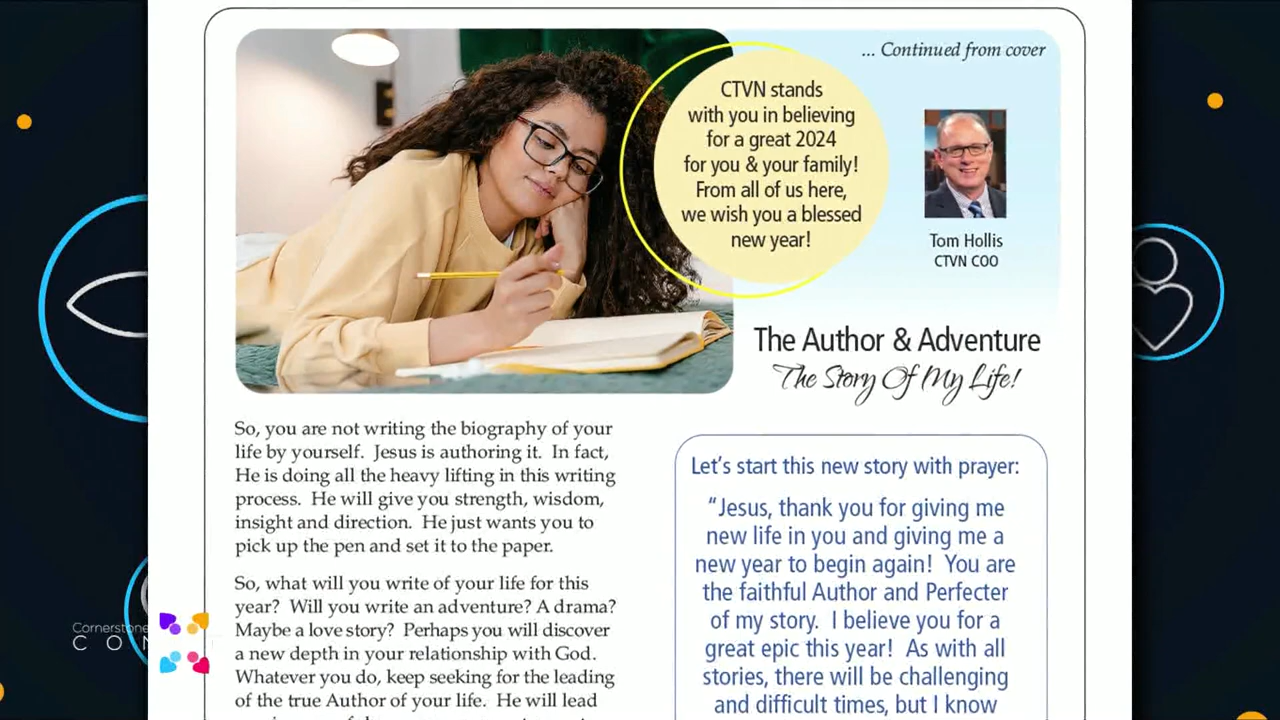 ... Continued from cover
CTVN stands
with you in believing
for a great 2024
for you & your family!
From all of us here,
we wish you a blessed
new year!
Tom Hollis
CTVN COO
The Author & Adventure
The Story Of My Life!
So, you are not writing the biography of your
life by yourself. Jesus is authoring it. In fact,
He is doing all the heavy lifting in this writing
process. He will give you strength, wisdom,
insight and direction. He just wants you to
pick up the pen and set it to the paper.
So, what will you write of your life for this
year? Will you write an adventure? A drama?
Maybe a love story? Perhaps you will discover
a new depth in your relationship with God.
Whatever you do, keep seeking for the leading
of the true Author of your life. He will lead
Let's start this new story with prayer:
"Jesus, thank you for giving me
new life in you and giving me a
new year to begin again! You are
the faithful Author and Perfecter
of my story. I believe you for a
great epic this year! As with all
stories, there will be challenging
and difficult times, but I know
Cornerstone